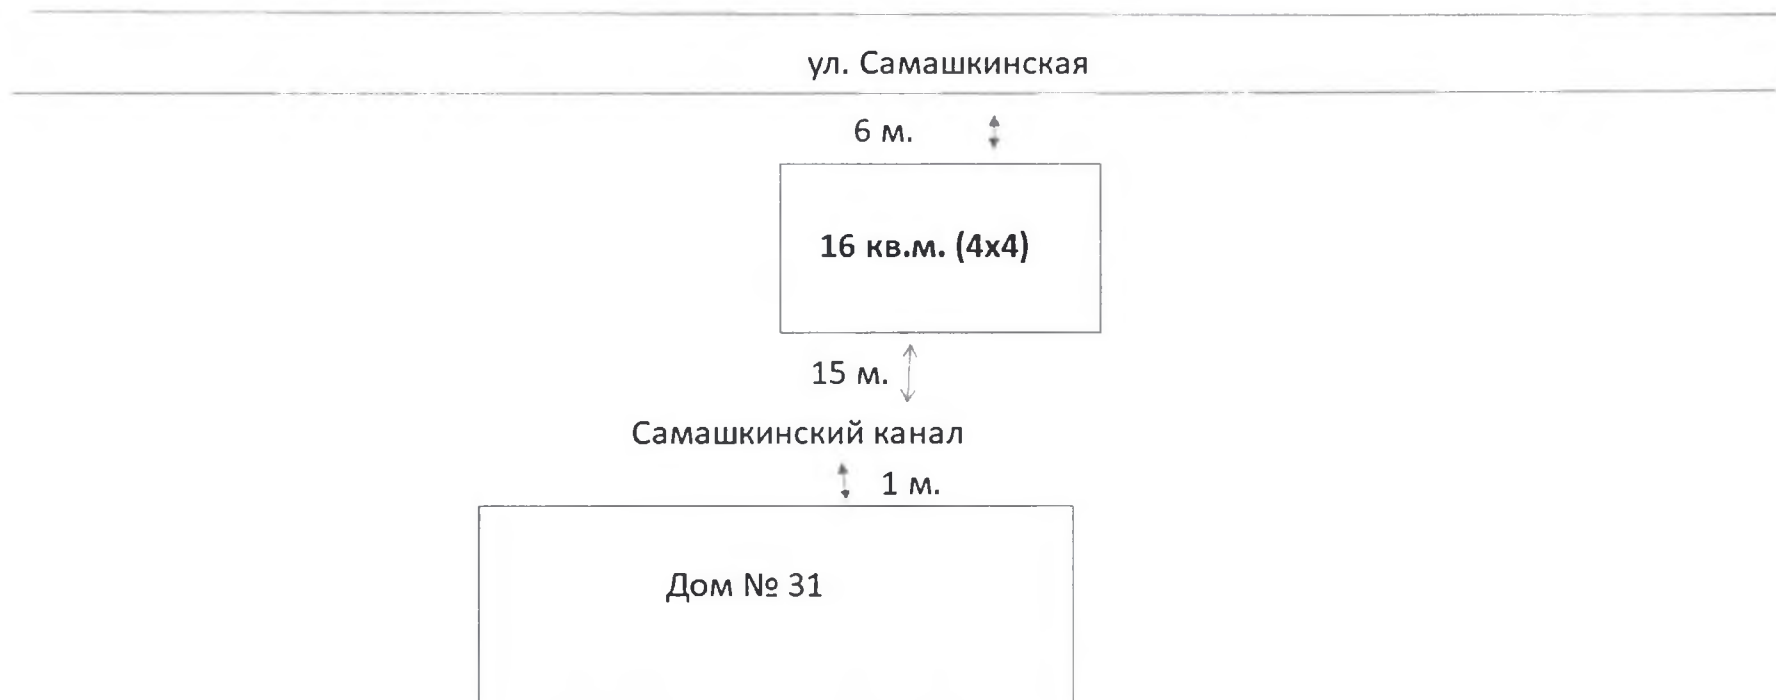 ул. Самашкинская
6 м.
16 кв.м. (4х4)
15 м.
Самашкинский канал
1 м.
Дом № 31